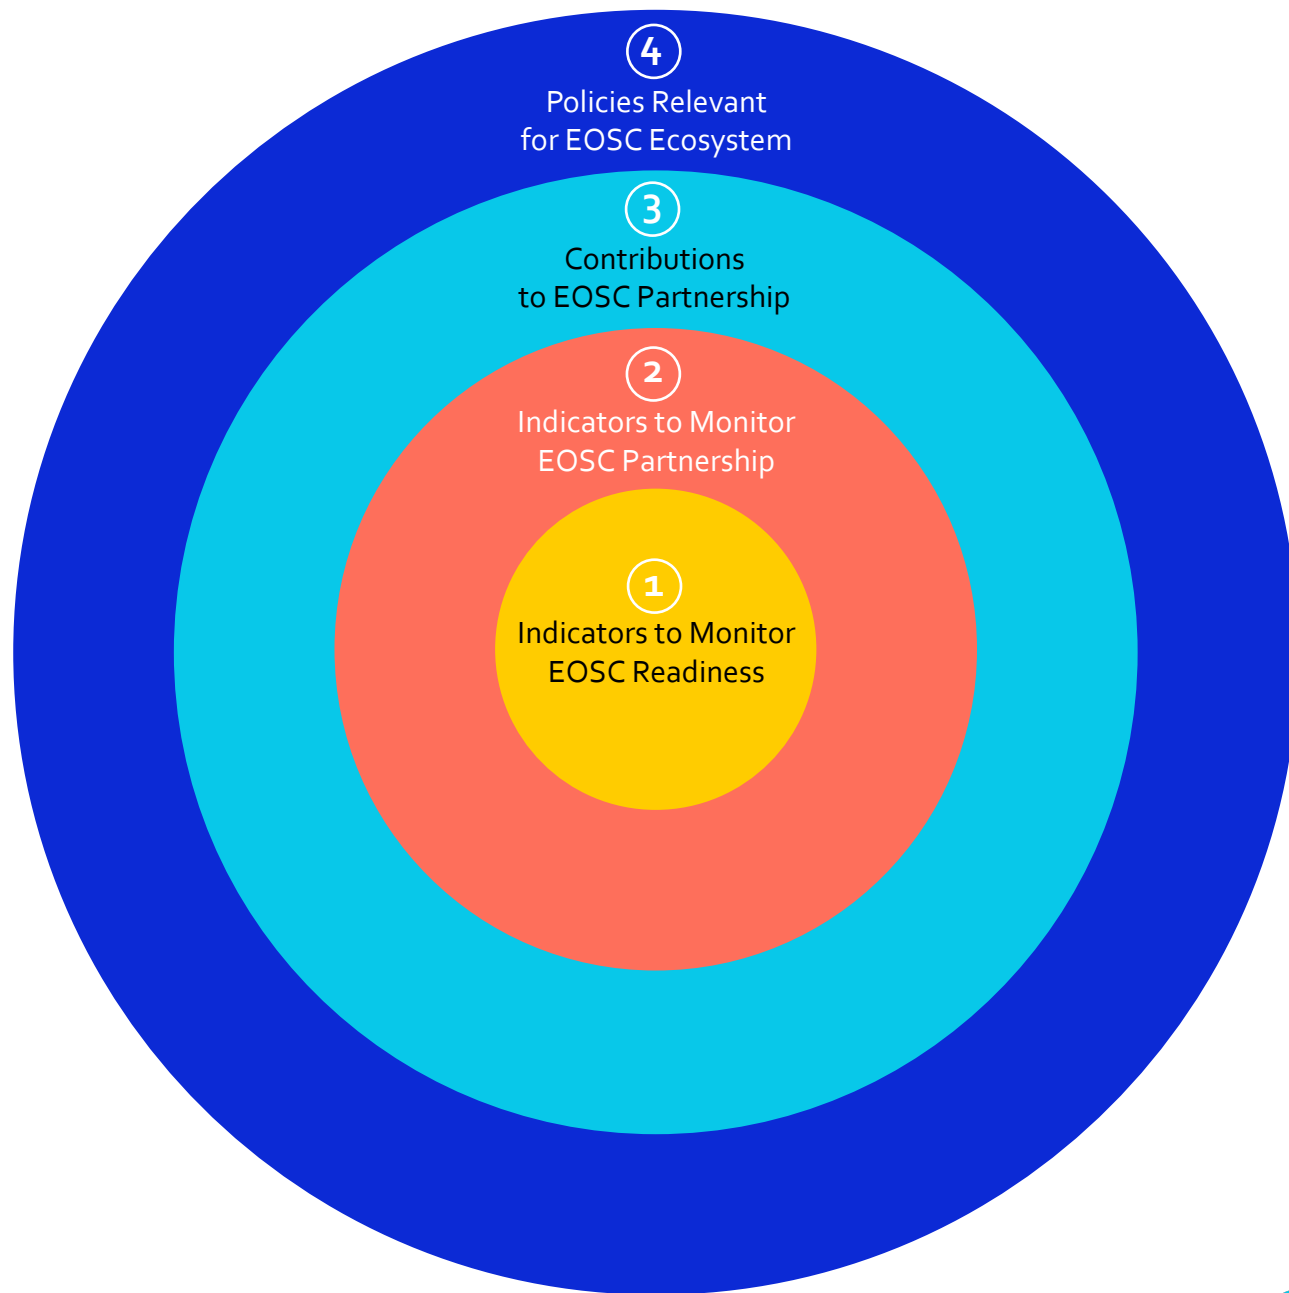 4
Policies Relevant
for EOSC Ecosystem
3
Contributions
to EOSC Partnership
2
Indicators to Monitor
EOSC Partnership
1
Indicators to Monitor
EOSC Readiness